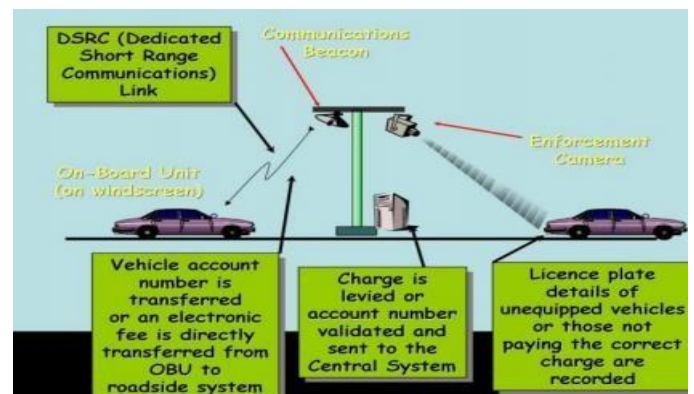 DSRC (Dedicated
Short Range
Communications)
Link
Communications
Beacon
Enforcement
Camera
On-Board Unit
(on windscreen)
Vehicle account
number is
transferred
or an electronic
fee is directly
transferred from
OBU to
roadside system
Charge is
levied or
account number
validated and
sent to the
Central System
Licence plate
details of
unequipped vehicles
or those not
paying the correct
charge are
recorded